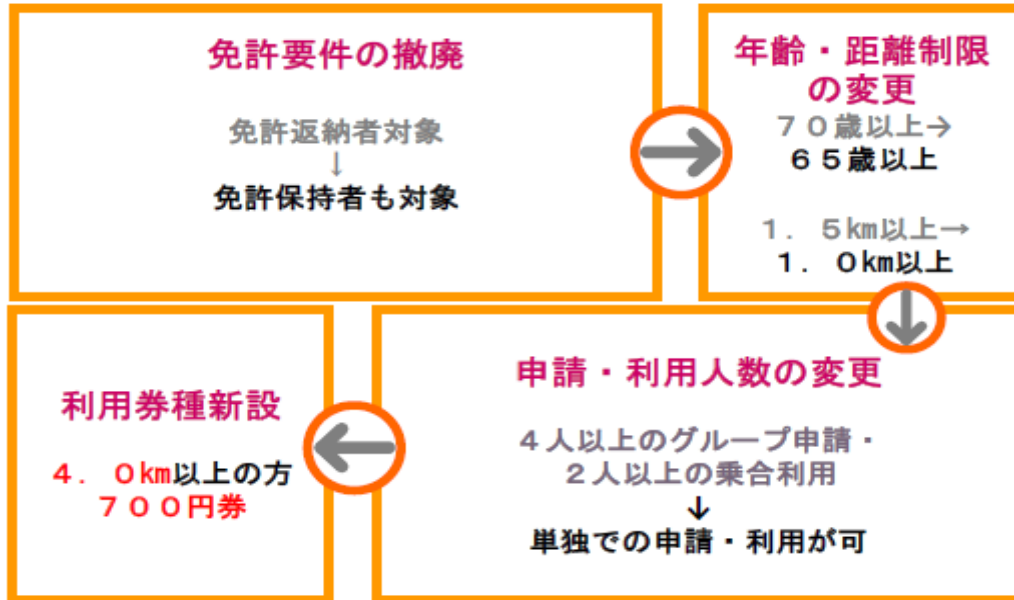 免許要件の撤廃
免許返納者対象
↓
免許保持者も対象
年齢・距離制限
の変更
７０歳以上→
６５歳以上
１．５㎞以上→
１．０㎞以上
申請・利用人数の変更
４人以上のグループ申請・
２人以上の乗合利用
↓
単独での申請・利用が可
利用券種新設
４．０㎞以上の方
７００円券